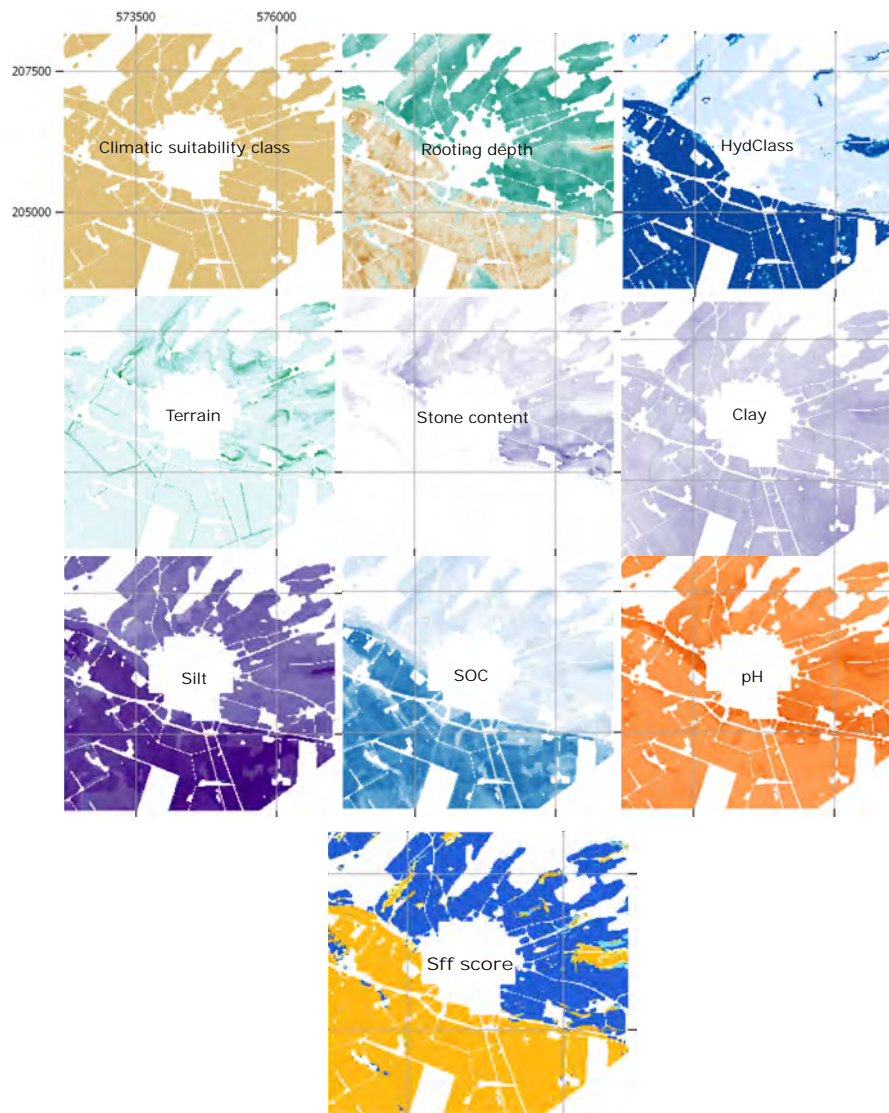 573500 576000
207500
Climatic suitability class Rooting depth HydClass
205000
Terrain Stone content Clay
Silt SOC pH
Sff score